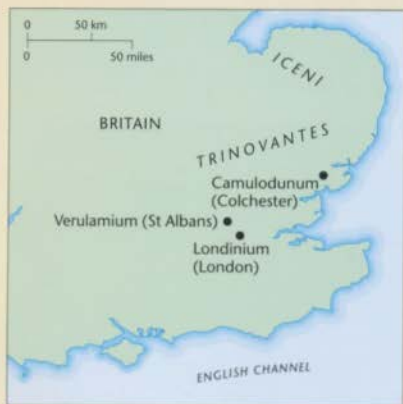 0 50 km
0 50 miles
ICENI
BRITAIN
TRINOVANTES
Camulodunum
(Colchester)
Verulamium (St Albans)
Londinium
(London)
ENGLISH CHANNEL